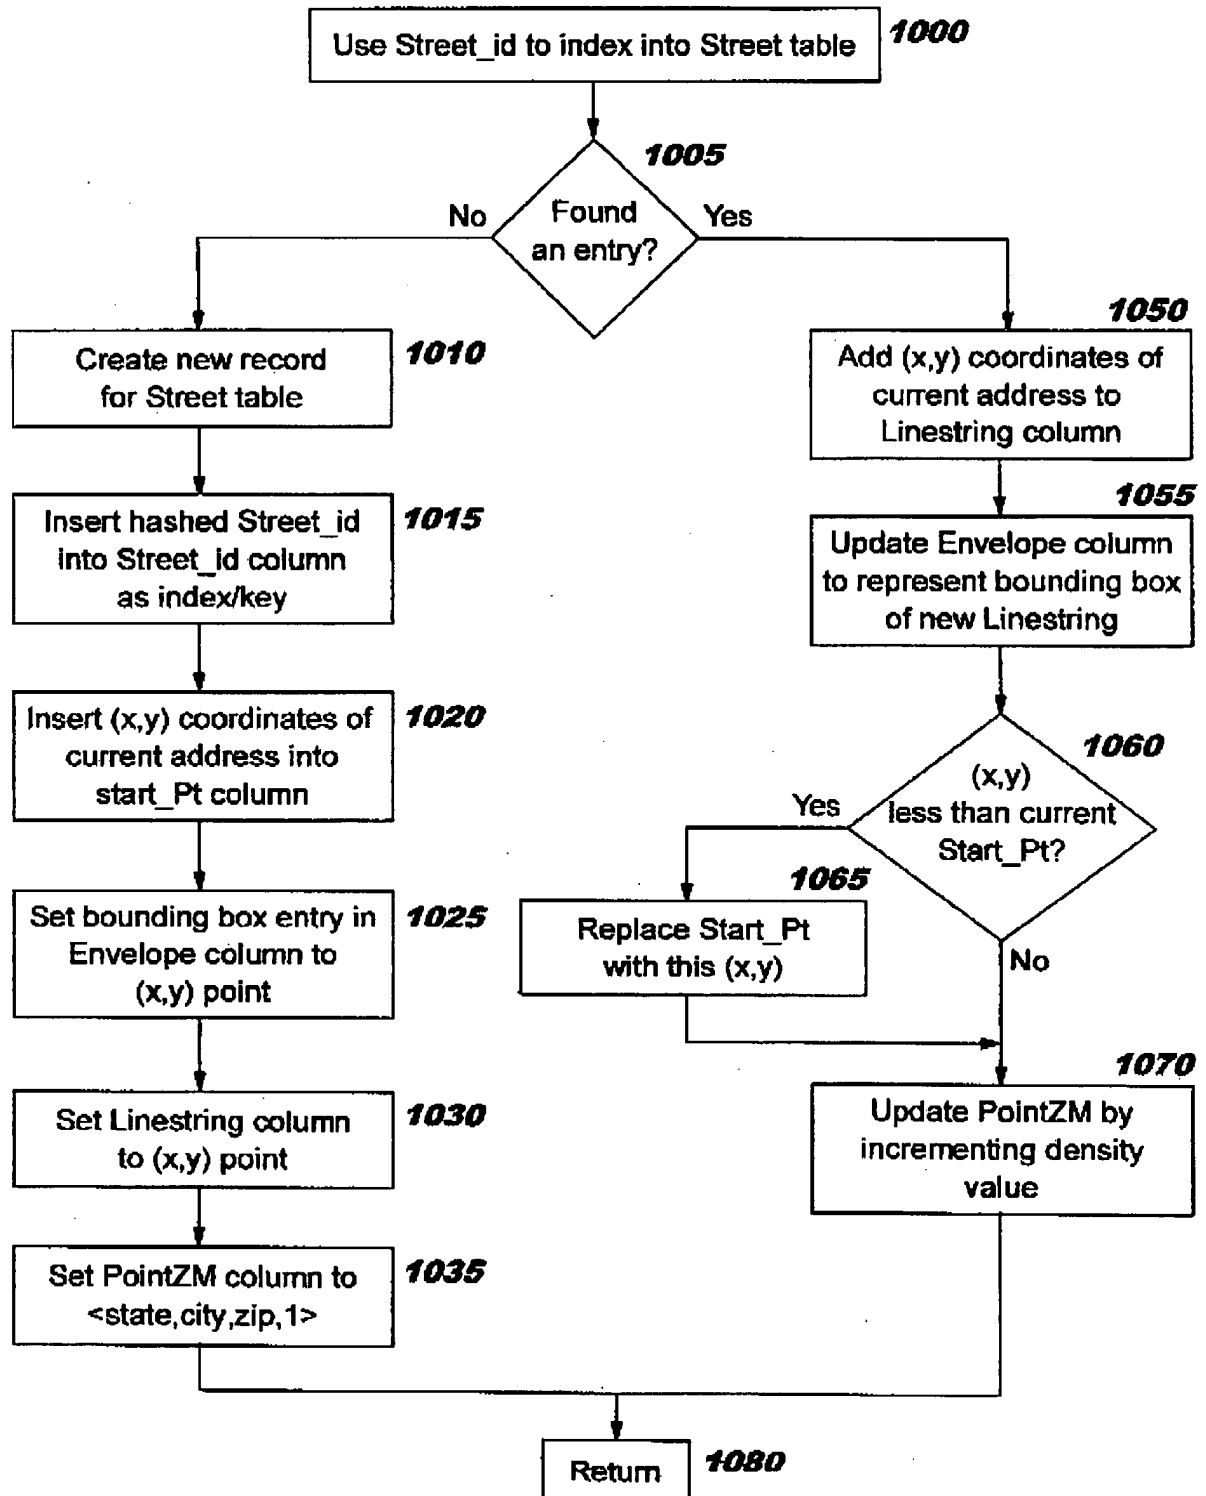 Use Street_id to index into Street table
1000
1005
Found
an entry?
No
Yes
Create new record
for Street table
1010
Insert hashed Street_id
into Street_id column
as index/key
1015
Insert (x,y) coordinates of
current address into
start_Pt column
1020
Set bounding box entry in
Envelope column to
(x,y) point
1025
Set Linestring column
to (x,y) point
1030
Set PointZM column to
<state,city,zip,1>
1035
1050
Add (x,y) coordinates of
current address to
Linestring column
1055
Update Envelope column
to represent bounding box
of new Linestring
1060
(x,y)
less than current
Start_Pt?
Yes
No
1065
Replace Start_Pt
with this (x,y)
1070
Update PointZM by
incrementing density
value
Return
1080